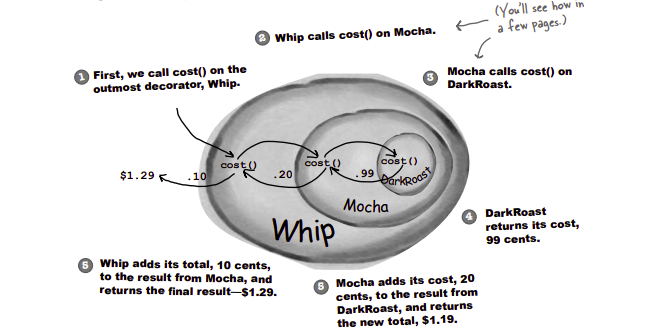 (You'll see how in
a few pages.)
2 Whip calls cost() on Mocha.
1 First, we call cost() on the
outmost decorator, Whip.
3 Mocha calls cost() on
DarkRoast.
cost() cost() cost()
$1.29 .10 .20 .99 DarkRoast
Mocha
Whip
4 DarkRoast
returns its cost,
99 cents.
5 Whip adds its total, 10 cents,
to the result from Mocha, and
returns the final result—$1.29.
5 Mocha adds its cost, 20
cents, to the result from
DarkRoast, and returns
the new total, $1.19.